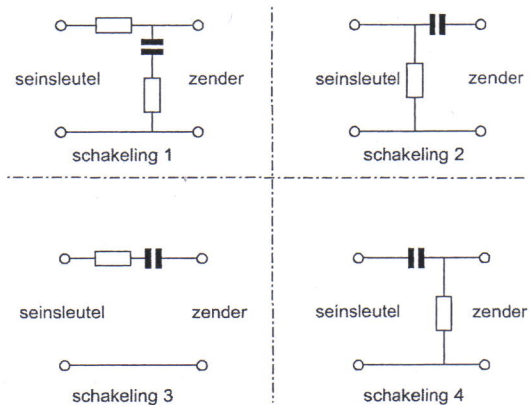 seinsleutel zender
schakeling 1
seinsleutel zender
schakeling 2
seinsleutel zender
schakeling 3
seinsleutel zender
schakeling 4